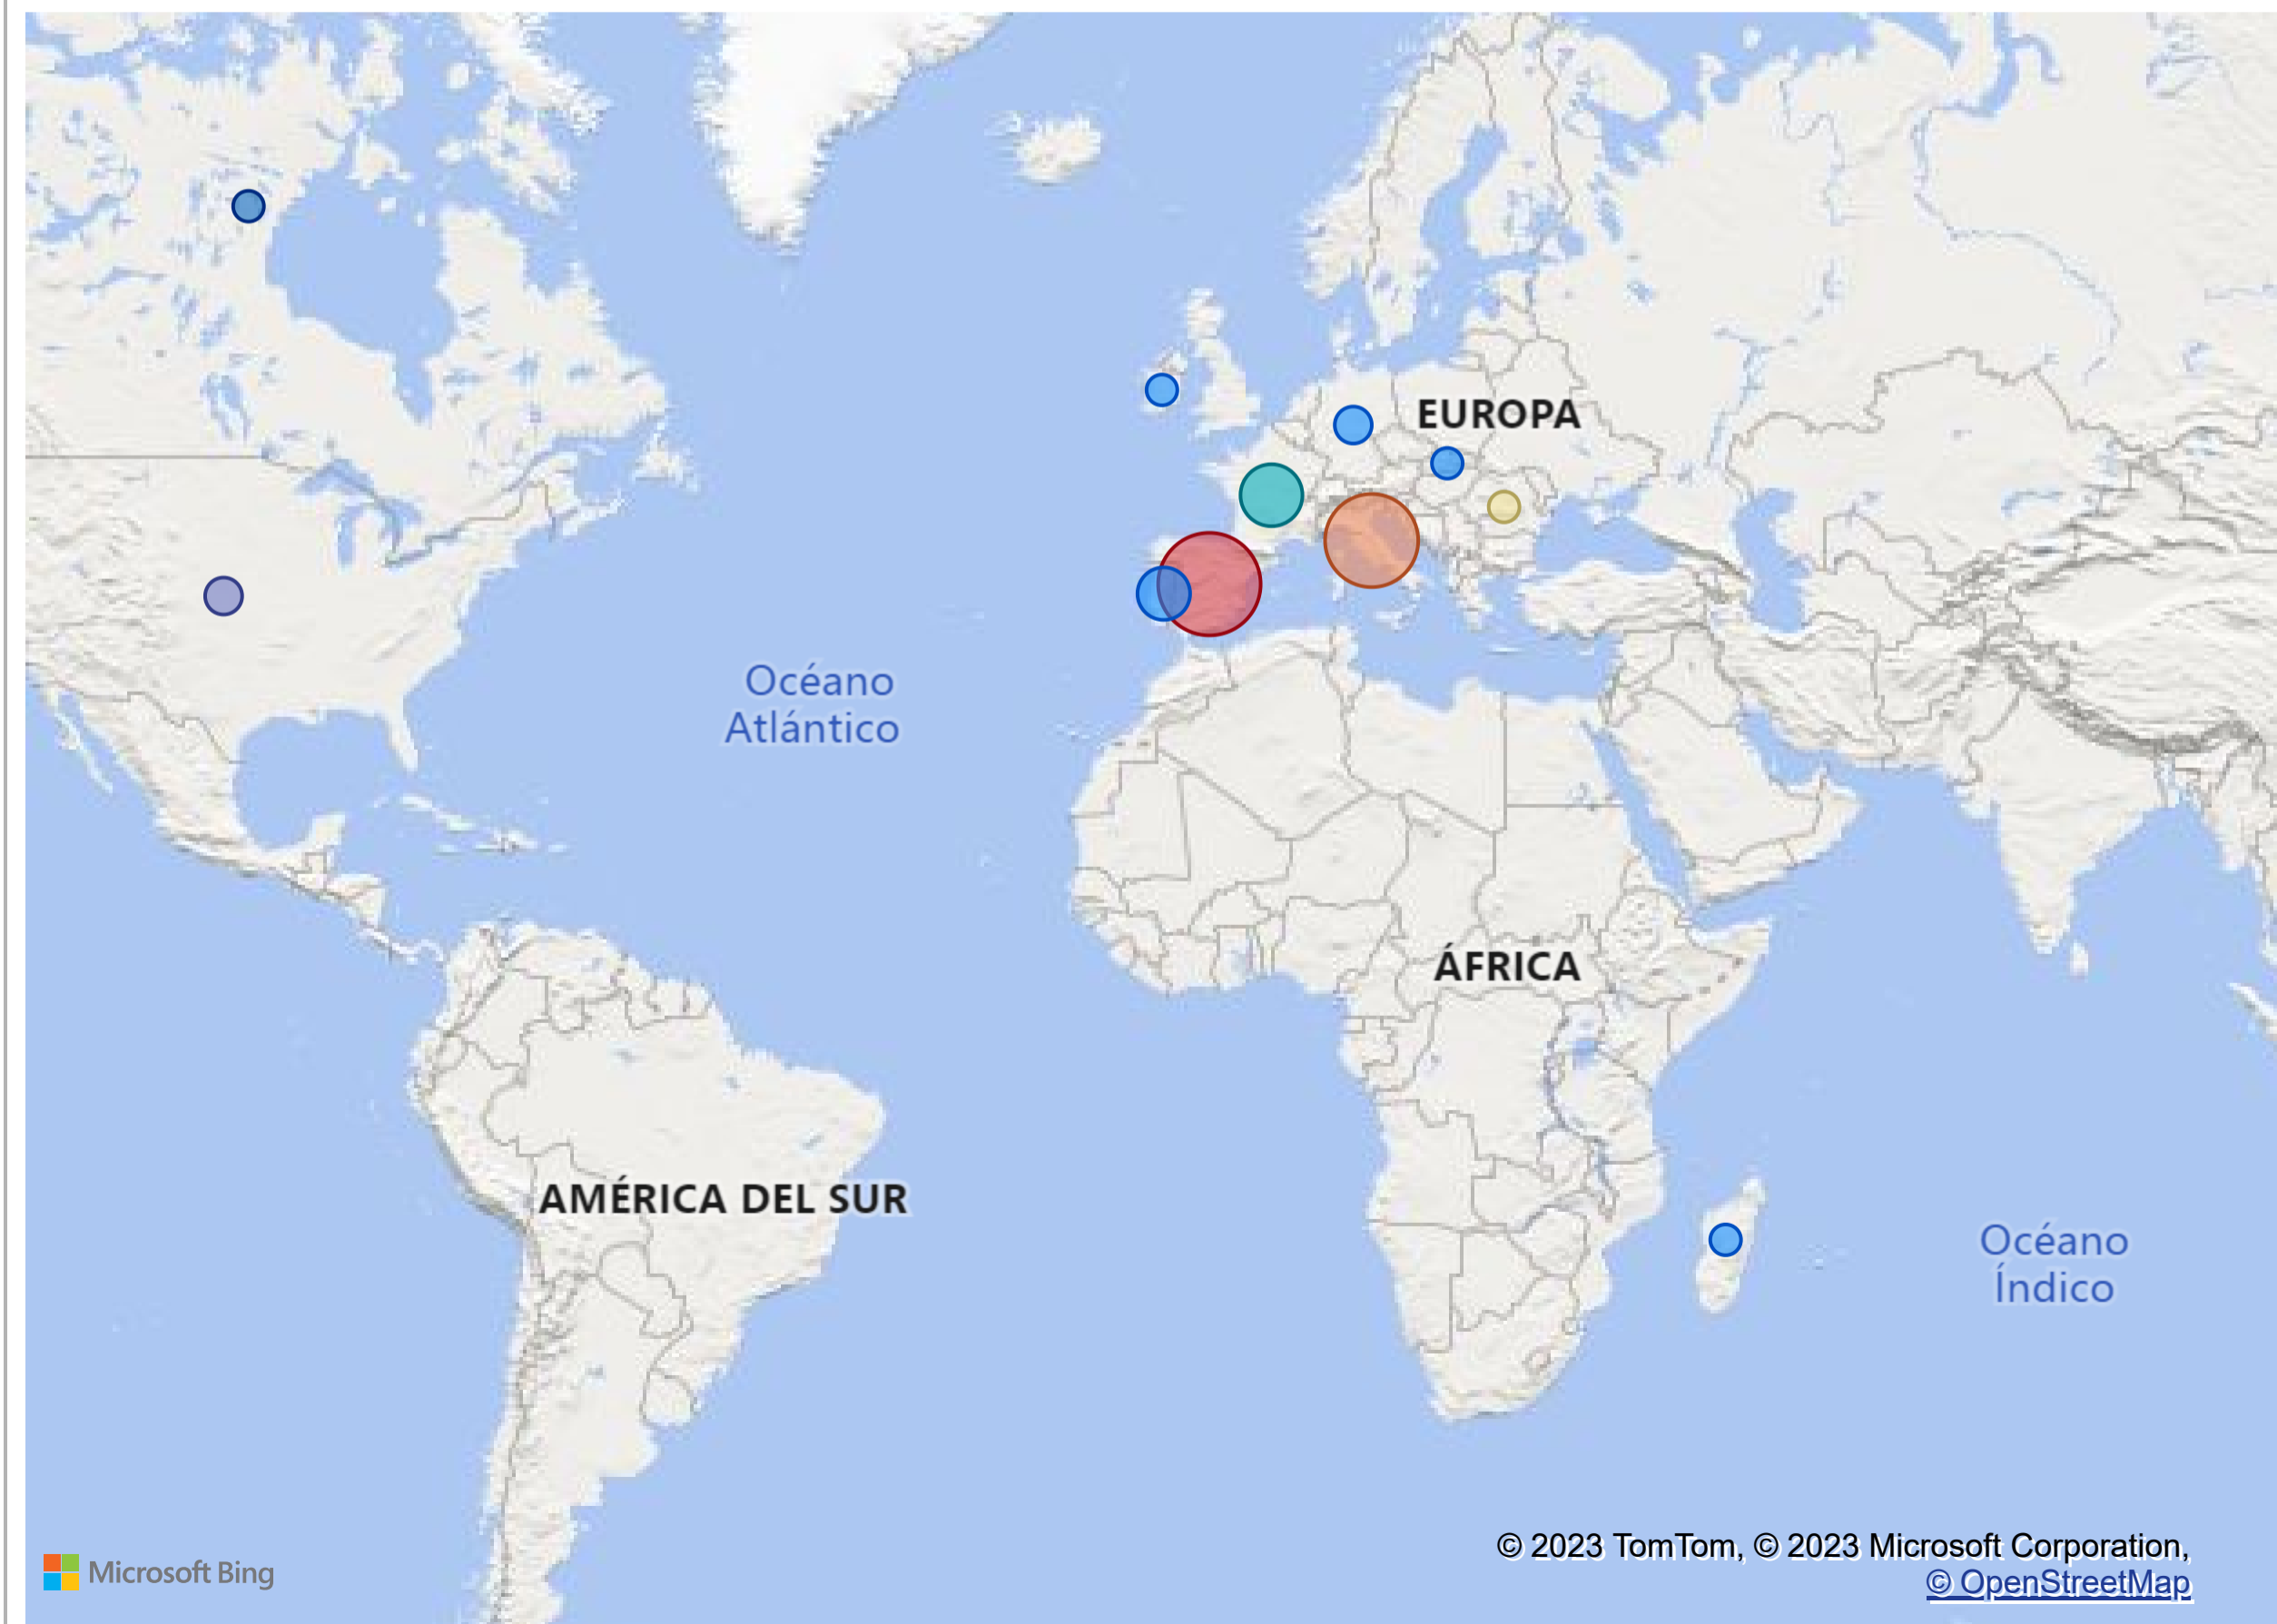 EUROPA
Océano
Atlántico
ÁFRICA
AMÉRICA DEL SUR
Océano
Índico
Microsoft Bing
© 2023 TomTom, © 2023 Microsoft Corporation,
© OpenStreetMap